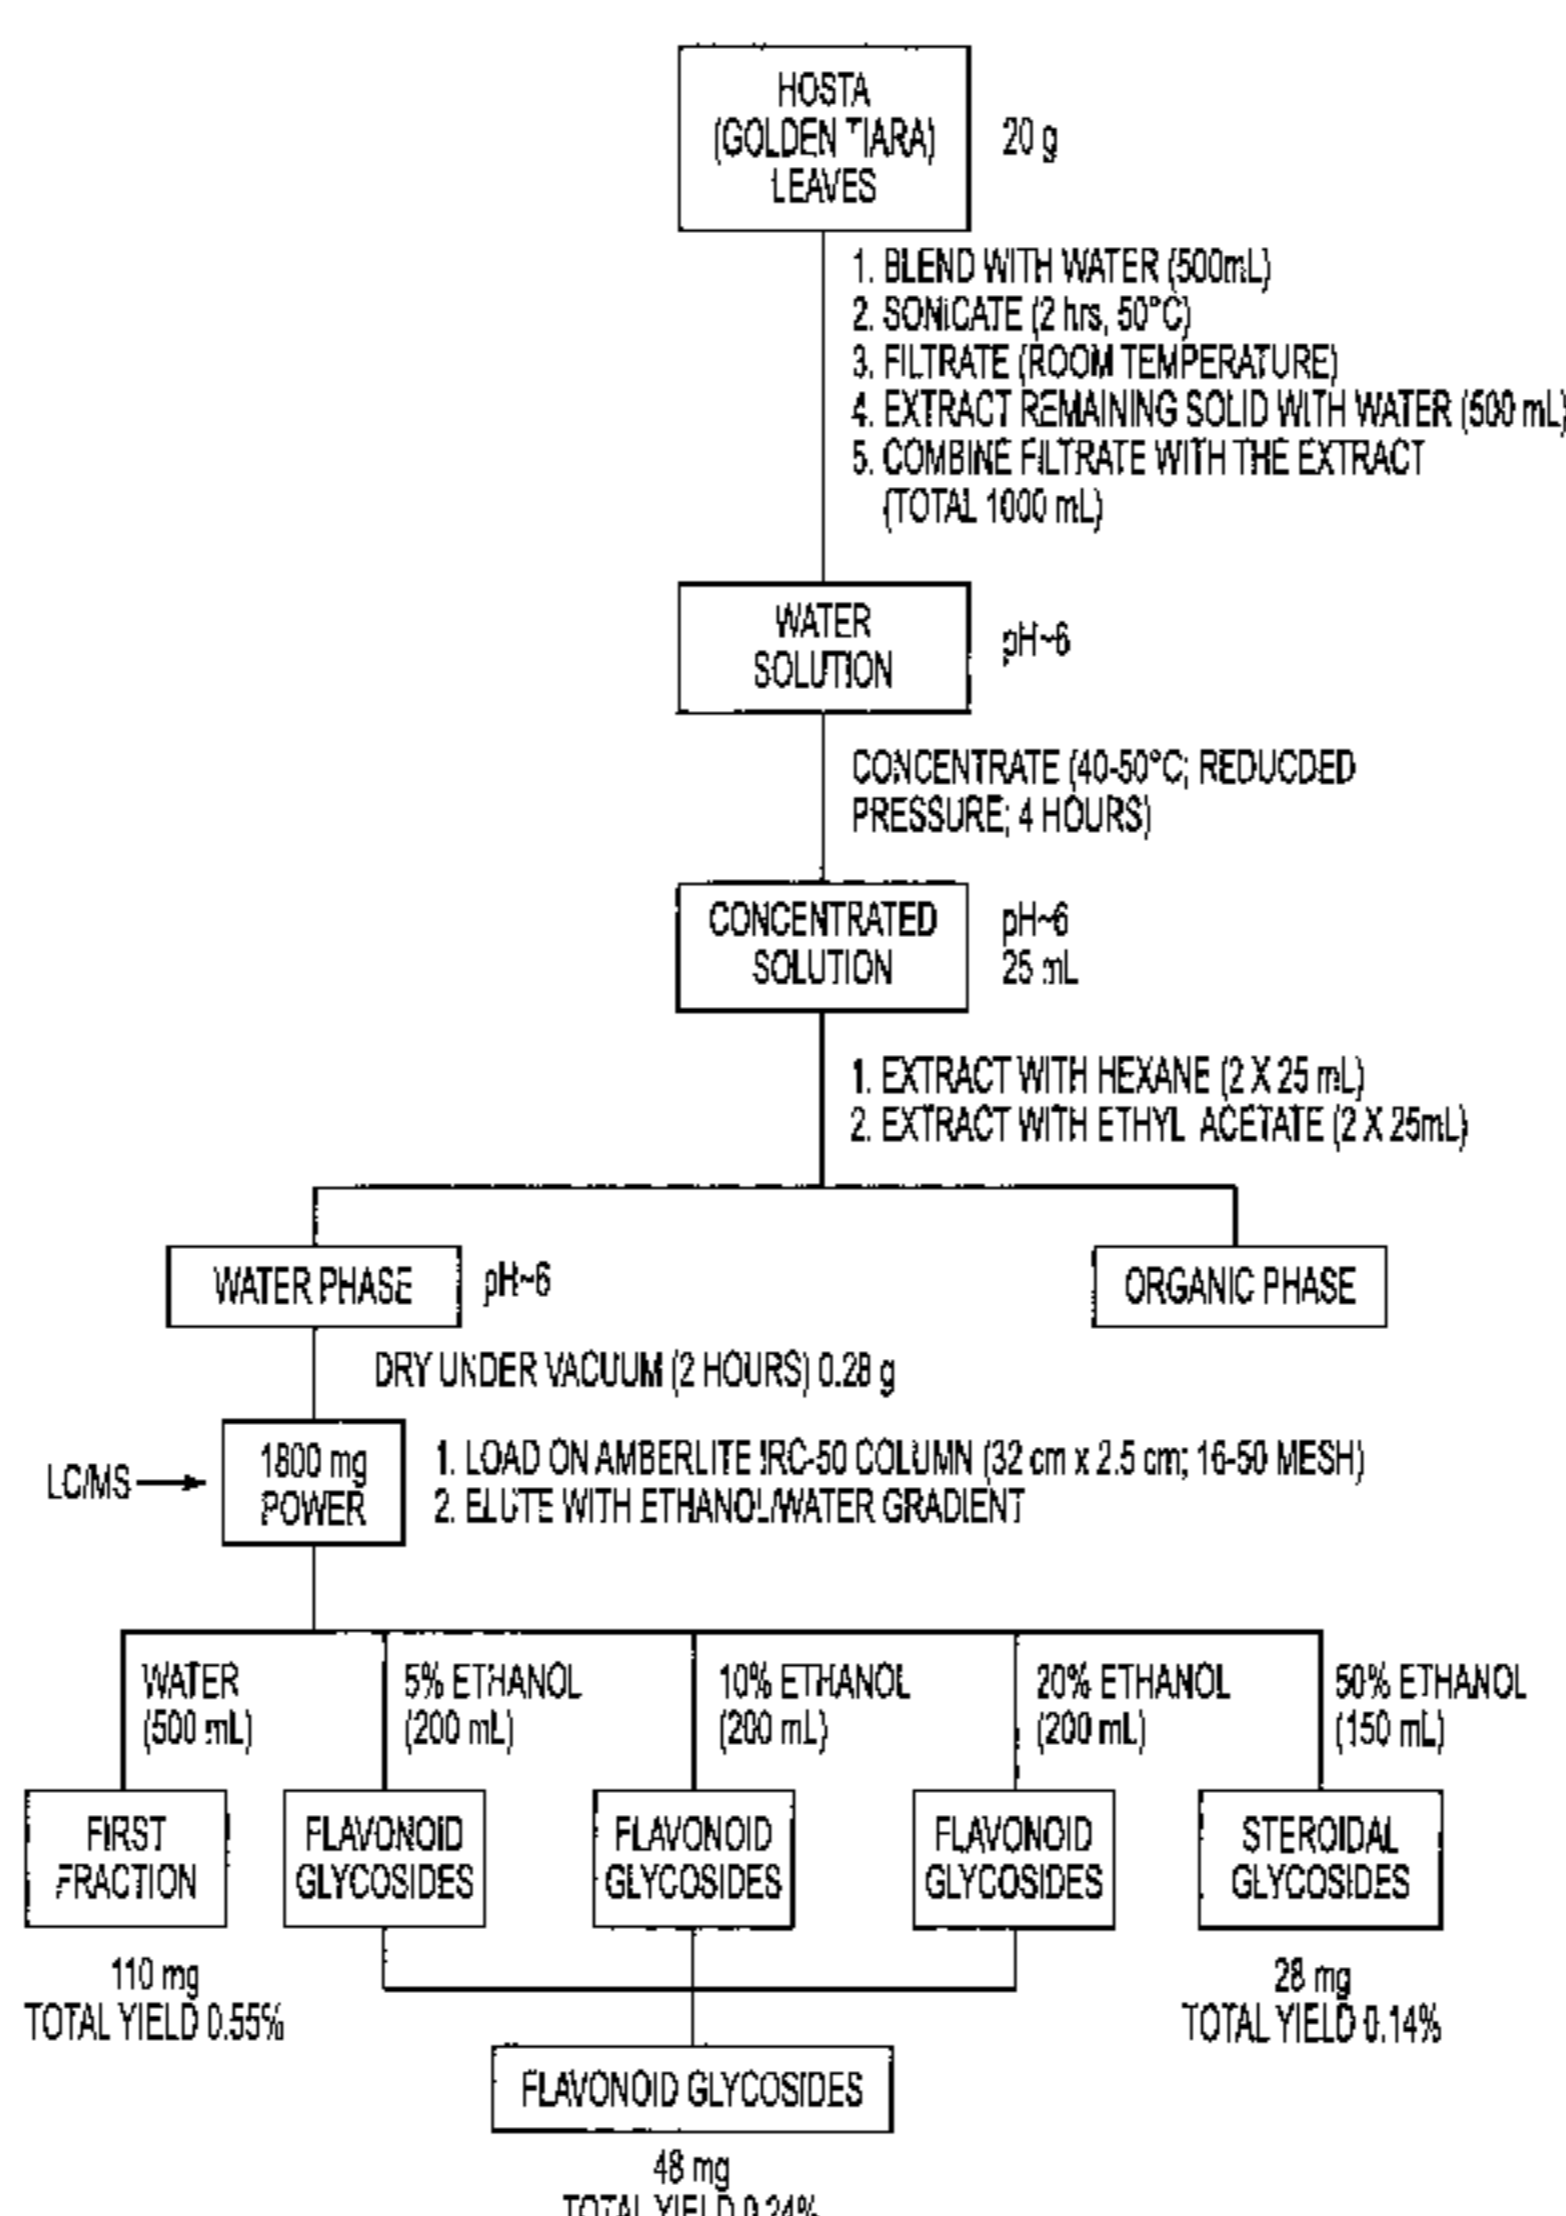 HOSTA
(GOLDEN TIARA)
LEAVES
20 g
1. BLEND WITH WATER (500mL)
2. SONICATE (2 hrs, 50°C)
3. FILTRATE (ROOM TEMPERATURE)
4. EXTRACT REMAINING SOLID WITH WATER (500 mL)
5. COMBINE FILTRATE WITH THE EXTRACT
(TOTAL 1000 mL)
WATER
SOLUTION
pH~6
CONCENTRATE (40-50°C; REDUCDED
PRESSURE; 4 HOURS)
CONCENTRATED
SOLUTION
pH~6
25 mL
1. EXTRACT WITH HEXANE (2 X 25 mL)
2. EXTRACT WITH ETHYL ACETATE (2 X 25mL)
WATER PHASE
pH~6
ORGANIC PHASE
DRY UNDER VACUUM (2 HOURS) 0.28 g
LC/MS
1800 mg
POWER
1. LOAD ON AMBERLITE IRC-50 COLUMN (32 cm x 2.5 cm; 16-50 MESH)
2. ELUTE WITH ETHANOL/WATER GRADIENT
WATER
(500 mL)
5% ETHANOL
(200 mL)
10% ETHANOL
(200 mL)
20% ETHANOL
(200 mL)
50% ETHANOL
(150 mL)
FIRST
FRACTION
FLAVONOID
GLYCOSIDES
FLAVONOID
GLYCOSIDES
FLAVONOID
GLYCOSIDES
STEROIDAL
GLYCOSIDES
110 mg
TOTAL YIELD 0.55%
28 mg
TOTAL YIELD 0.14%
FLAVONOID GLYCOSIDES
48 mg
TOTAL YIELD 0.24%